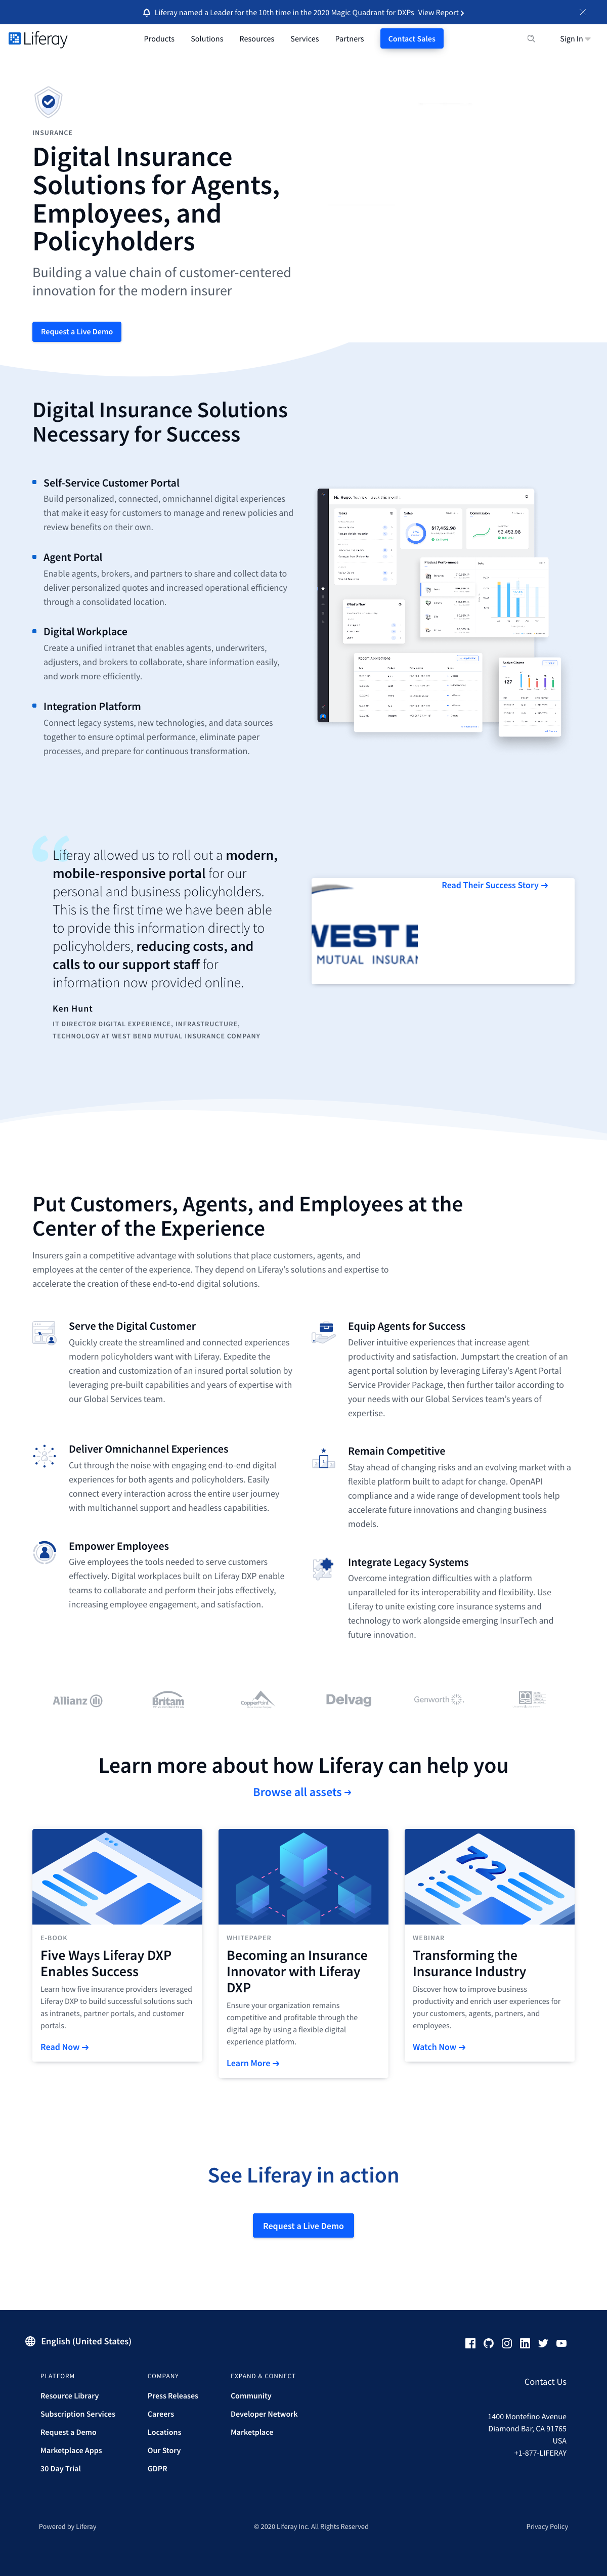 Liferay named a Leader for the 10th time in the 2020 Magic Quadrant for DXPs View Report
Liferay
Products Solutions Resources Services Partners Contact Sales Sign In
INSURANCE
Digital Insurance
Solutions for Agents,
Employees, and
Policyholders
Building a value chain of customer-centered
innovation for the modern insurer
Request a Live Demo
Digital Insurance Solutions
Necessary for Success
Self-Service Customer Portal
Build personalized, connected, omnichannel digital experiences
that make it easy for customers to manage and renew policies and
review benefits on their own.
Agent Portal
Enable agents, brokers, and partners to share and collect data to
deliver personalized quotes and increased operational efficiency
through a consolidated location.
Digital Workplace
Create a unified intranet that enables agents, underwriters,
adjusters, and brokers to collaborate, share information easily,
and work more efficiently.
Integration Platform
Connect legacy systems, new technologies, and data sources
together to ensure optimal performance, eliminate paper
processes, and prepare for continuous transformation.
Tasks
Sales
$17,452.98
Commission
$2,452.98
Product Performance
What's New
Recent Applications
Active Claims
127
“
Liferay allowed us to roll out a modern,
mobile-responsive portal for our
personal and business policyholders.
This is the first time we have been able
to provide this information directly to
policyholders, reducing costs, and
calls to our support staff for
information now provided online.
Ken Hunt
IT DIRECTOR DIGITAL EXPERIENCE, INFRASTRUCTURE,
TECHNOLOGY AT WEST BEND MUTUAL INSURANCE COMPANY
Read Their Success Story →
WEST
MUTUAL INSURAN
Put Customers, Agents, and Employees at the
Center of the Experience
Insurers gain a competitive advantage with solutions that place customers, agents, and
employees at the center of the experience. They depend on Liferay's solutions and expertise to
accelerate the creation of these end-to-end digital solutions.
Serve the Digital Customer
Quickly create the streamlined and connected experiences
modern policyholders want with Liferay. Expedite the
creation and customization of an insured portal solution by
leveraging pre-built capabilities and years of expertise with
our Global Services team.
Equip Agents for Success
Deliver intuitive experiences that increase agent
productivity and satisfaction. Jumpstart the creation of an
agent portal solution by leveraging Liferay's Agent Portal
Service Provider Package, then further tailor according to
your needs with our Global Services team's years of
expertise.
Deliver Omnichannel Experiences
Cut through the noise with engaging end-to-end digital
experiences for both agents and policyholders. Easily
connect every interaction across the entire user journey
with multichannel support and headless capabilities.
Remain Competitive
Stay ahead of changing risks and an evolving market with a
flexible platform built to adapt for change. OpenAPI
compliance and a wide range of development tools help
accelerate future innovations and changing business
models.
Empower Employees
Give employees the tools needed to serve customers
effectively. Digital workplaces built on Liferay DXP enable
teams to collaborate and perform their jobs effectively,
increasing employee engagement, and satisfaction.
Integrate Legacy Systems
Overcome integration difficulties with a platform
unparalleled for its interoperability and flexibility. Use
Liferay to unite existing core insurance systems and
technology to work alongside emerging InsurTech and
future innovation.
Allianz Britam CopperPoint Delvag Genworth
Learn more about how Liferay can help you
Browse all assets →
7.2
E-BOOK
Five Ways Liferay DXP
Enables Success
Learn how five insurance providers leveraged
Liferay DXP to build successful solutions such
as intranets, partner portals, and customer
portals.
Read Now →
WHITEPAPER
Becoming an Insurance
Innovator with Liferay
DXP
Ensure your organization remains
competitive and profitable through the
digital age by using a flexible digital
experience platform.
Learn More →
WEBINAR
Transforming the
Insurance Industry
Discover how to improve business
productivity and enrich user experiences for
your customers, agents, partners, and
employees.
Watch Now →
See Liferay in action
Request a Live Demo
English (United States)
PLATFORM
Resource Library
Subscription Services
Request a Demo
Marketplace Apps
30 Day Trial
COMPANY
Press Releases
Careers
Locations
Our Story
GDPR
EXPAND & CONNECT
Community
Developer Network
Marketplace
Contact Us
1400 Montefino Avenue
Diamond Bar, CA 91765
USA
+1-877-LIFERAY
Powered by Liferay
© 2020 Liferay Inc. All Rights Reserved
Privacy Policy